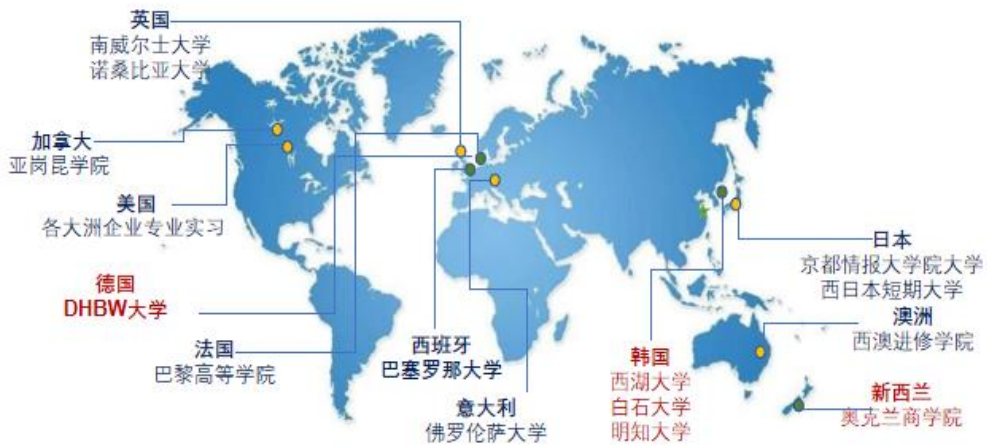 英国
南威尔士大学
诺桑比亚大学
加拿大
亚岗昆学院
美国
各大洲企业专业实习
德国
DHBW大学
法国
巴黎高等学院
西班牙
巴塞罗那大学
意大利
佛罗伦萨大学
韩国
西湖大学
白石大学
明知大学
日本
京都情报大学院大学
西日本短期大学
澳洲
西澳进修学院
新西兰
奥克兰商学院